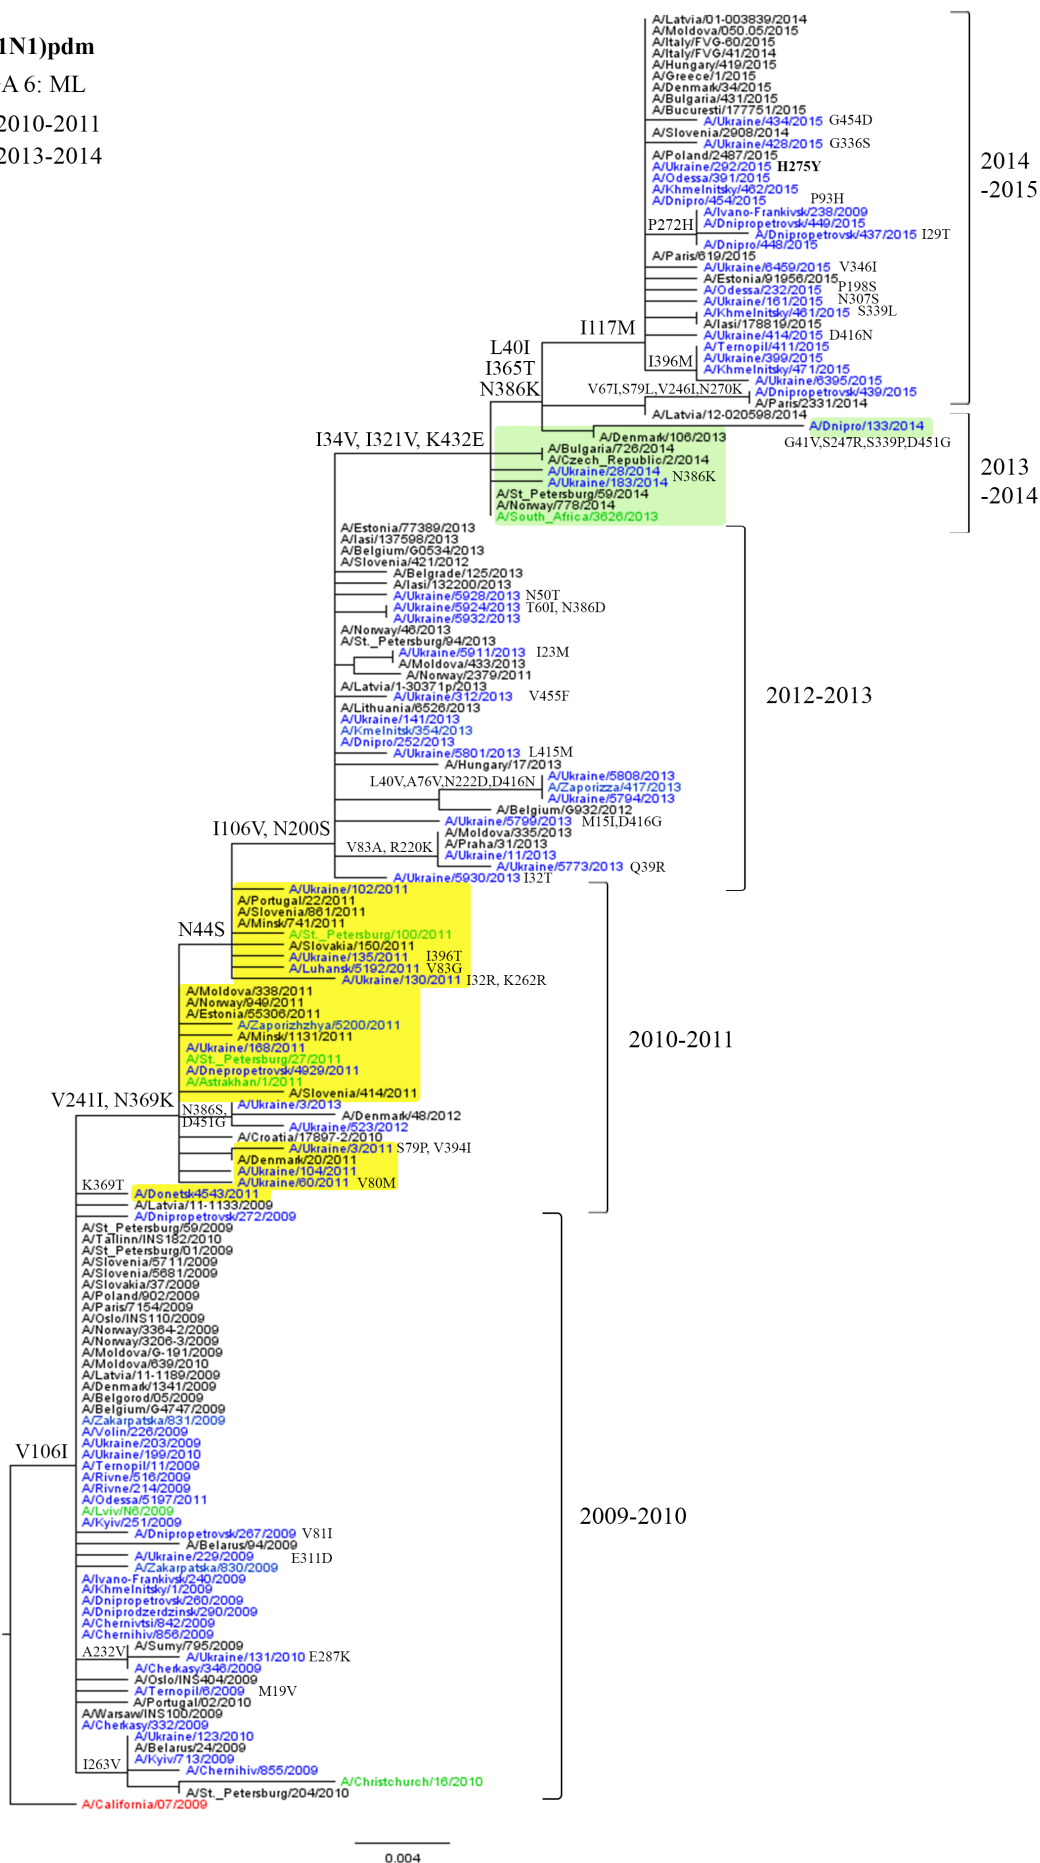 1N1)pdm
A 6: ML
2010-2011
2013-2014
A/Latvia/01-003839/2014
A/Moldova/050.05/2015
A/Italy/FVG-60/2015
A/Italy/FVG/41/2014
A/Hungary/419/2015
A/Greece/1/2015
A/Denmark/34/2015
A/Bulgaria/431/2015
A/Bucuresti/177751/2015
A/Ukraine/434/2015 G454D
A/Slovenia/2908/2014
A/Ukraine/428/2015 G336S
A/Poland/2487/2015
2014
-2015
A/Ukraine/292/2015 H275Y
A/Odessa/391/2015
A/Khmelnitsky/462/2015
A/Dnipro/454/2015 P93H
A/Ivano-Frankivsk/238/2009
P272H
A/Dnipropetrovsk/449/2015
A/Dnipropetrovsk/437/2015 I29T
A/Dnipro/448/2015
A/Paris/619/2015
A/Ukraine/6459/2015 V346I
A/Estonia/91956/2015
A/Odessa/232/2015 P198S
A/Ukraine/161/2015 N307S
A/Khmelnitsky/461/2015 S339L
A/Iasi/178819/2015
I117M
A/Ukraine/414/2015 D416N
A/Ternopil/411/2015
L40I
I365T
N386K
I396M
A/Ukraine/399/2015
A/Khmelnitsky/471/2015
A/Ukraine/6395/2015
V67I,S79L,V246I,N270K
A/Dnipropetrovsk/439/2015
A/Paris/2331/2014
A/Latvia/12-020598/2014
A/Dnipro/133/2014
G41V,S247R,S339P,D451G
A/Denmark/106/2013
I34V, I321V, K432E
A/Bulgaria/726/2014
A/Czech_Republic/2/2014
2013
-2014
A/Ukraine/28/2014
N386K
A/Ukraine/183/2014
A/St_Petersburg/59/2014
A/Norway/778/2014
A/South_Africa/3626/2013
A/Estonia/77389/2013
A/Iasi/137598/2013
A/Belgium/G0534/2013
A/Slovenia/421/2012
A/Belgrade/125/2013
A/Iasi/132200/2013
A/Ukraine/5928/2013 N50T
A/Ukraine/5924/2013 T60I, N386D
A/Ukraine/5932/2013
A/Norway/46/2013
A/St._Petersburg/94/2013
A/Ukraine/5911/2013 I23M
A/Moldova/433/2013
A/Norway/2379/2011
A/Latvia/1-30371p/2013
A/Ukraine/312/2013 V455F
2012-2013
A/Lithuania/6526/2013
A/Ukraine/141/2013
A/Kmelnitsk/354/2013
A/Dnipro/252/2013
A/Ukraine/5801/2013 L415M
A/Hungary/17/2013
L40V,A76V,N222D,D416N
A/Ukraine/5808/2013
A/Zaporizza/417/2013
A/Ukraine/5794/2013
A/Belgium/G932/2012
A/Ukraine/5799/2013 M15I,D416G
I106V, N200S
A/Moldova/335/2013
V83A, R220K
A/Praha/31/2013
A/Ukraine/11/2013
A/Ukraine/5773/2013 Q39R
A/Ukraine/5930/2013 I32T
A/Ukraine/102/2011
A/Portugal/22/2011
A/Slovenia/861/2011
A/Minsk/741/2011
N44S
A/St._Petersburg/100/2011
A/Slovakia/150/2011
A/Ukraine/135/2011 I396T
A/Luhansk/5192/2011 V83G
A/Ukraine/130/2011 I32R, K262R
A/Moldova/338/2011
A/Norway/949/2011
A/Estonia/55306/2011
A/Zaporizhzhya/5200/2011
A/Minsk/1131/2011
2010-2011
A/Ukraine/168/2011
A/St._Petersburg/27/2011
A/Dnepropetrovsk/4929/2011
A/Astrakhan/1/2011
A/Slovenia/414/2011
V241I, N369K
A/Ukraine/3/2013
N386S,
D451G
A/Denmark/48/2012
A/Ukraine/523/2012
A/Croatia/17897-2/2010
A/Ukraine/3/2011 S79P, V394I
A/Denmark/20/2011
A/Ukraine/104/2011
A/Ukraine/60/2011 V80M
K369T
A/Donetsk4543/2011
A/Latvia/11-1133/2009
A/Dnipropetrovsk/272/2009
A/St_Petersburg/59/2009
A/Tallinn/INS182/2010
A/St_Petersburg/01/2009
A/Slovenia/5711/2009
A/Slovenia/5681/2009
A/Slovakia/37/2009
A/Poland/902/2009
A/Paris/7154/2009
A/Oslo/INS110/2009
A/Norway/3364-2/2009
A/Norway/3206-3/2009
A/Moldova/G-191/2009
A/Moldova/639/2010
A/Latvia/11-1189/2009
A/Denmark/1341/2009
A/Belgorod/05/2009
A/Belgium/G4747/2009
A/Zakarpatska/831/2009
A/Volin/226/2009
A/Ukraine/203/2009
V106I
A/Ukraine/199/2010
A/Ternopil/11/2009
A/Rivne/516/2009
A/Rivne/214/2009
A/Odessa/5197/2011
A/Lviv/N6/2009
2009-2010
A/Kyiv/251/2009
A/Dnipropetrovsk/267/2009 V81I
A/Belarus/94/2009
A/Ukraine/229/2009 E311D
A/Zakarpatska/830/2009
A/Ivano-Frankivsk/240/2009
A/Khmelnitsky/1/2009
A/Dnipropetrovsk/260/2009
A/Dniprodzerdzinsk/290/2009
A/Chernivtsi/842/2009
A/Chernihiv/856/2009
A232V
A/Sumy/795/2009
A/Ukraine/131/2010 E287K
A/Cherkasy/346/2009
A/Oslo/INS404/2009
A/Ternopil/6/2009 M19V
A/Portugal/02/2010
A/Warsaw/INS100/2009
A/Cherkasy/332/2009
A/Ukraine/123/2010
A/Belarus/24/2009
A/Kyiv/713/2009
I263V
A/Chernihiv/855/2009
A/Christchurch/16/2010
A/St._Petersburg/204/2010
A/California/07/2009
0.004